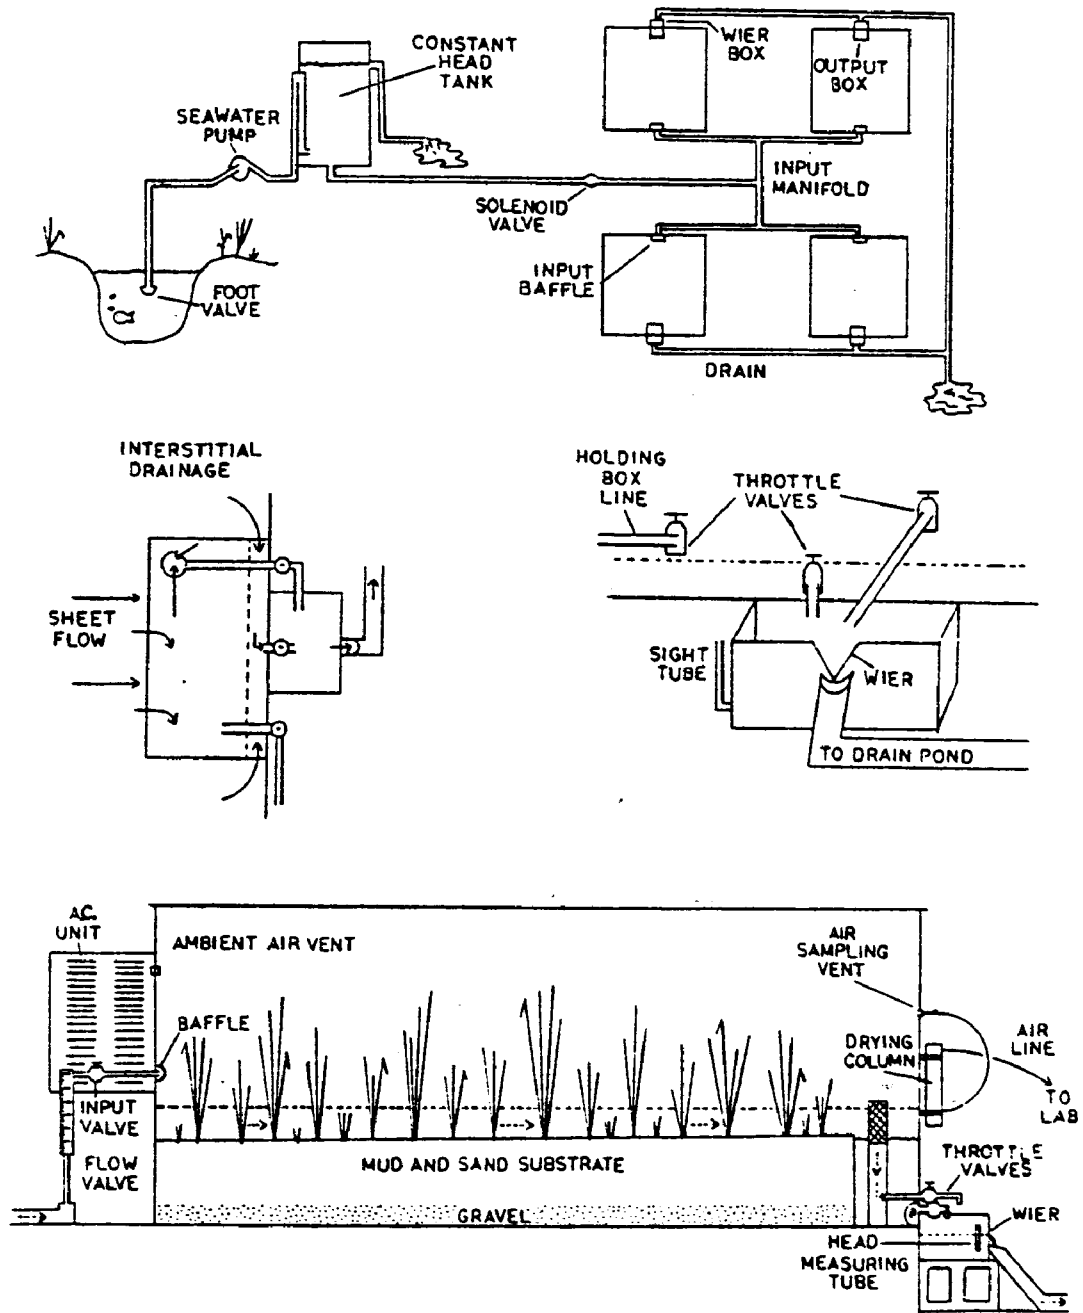 CONSTANT
HEAD
TANK
WIER
BOX
OUTPUT
BOX
SEAWATER
PUMP
INPUT
MANIFOLD
SOLENOID
VALVE
INPUT
BAFFLE
FOOT
VALVE
DRAIN
INTERSTITIAL
DRAINAGE
SHEET
FLOW
HOLDING
BOX
LINE
THROTTLE
VALVES
SIGHT
TUBE
WIER
TO DRAIN POND
A.C.
UNIT
AMBIENT AIR VENT
AIR
SAMPLING
VENT
BAFFLE
DRYING
COLUMN
AIR
LINE
TO
LAB
INPUT
VALVE
FLOW
VALVE
MUD AND SAND SUBSTRATE
GRAVEL
THROTTLE
VALVES
WIER
HEAD
MEASURING
TUBE